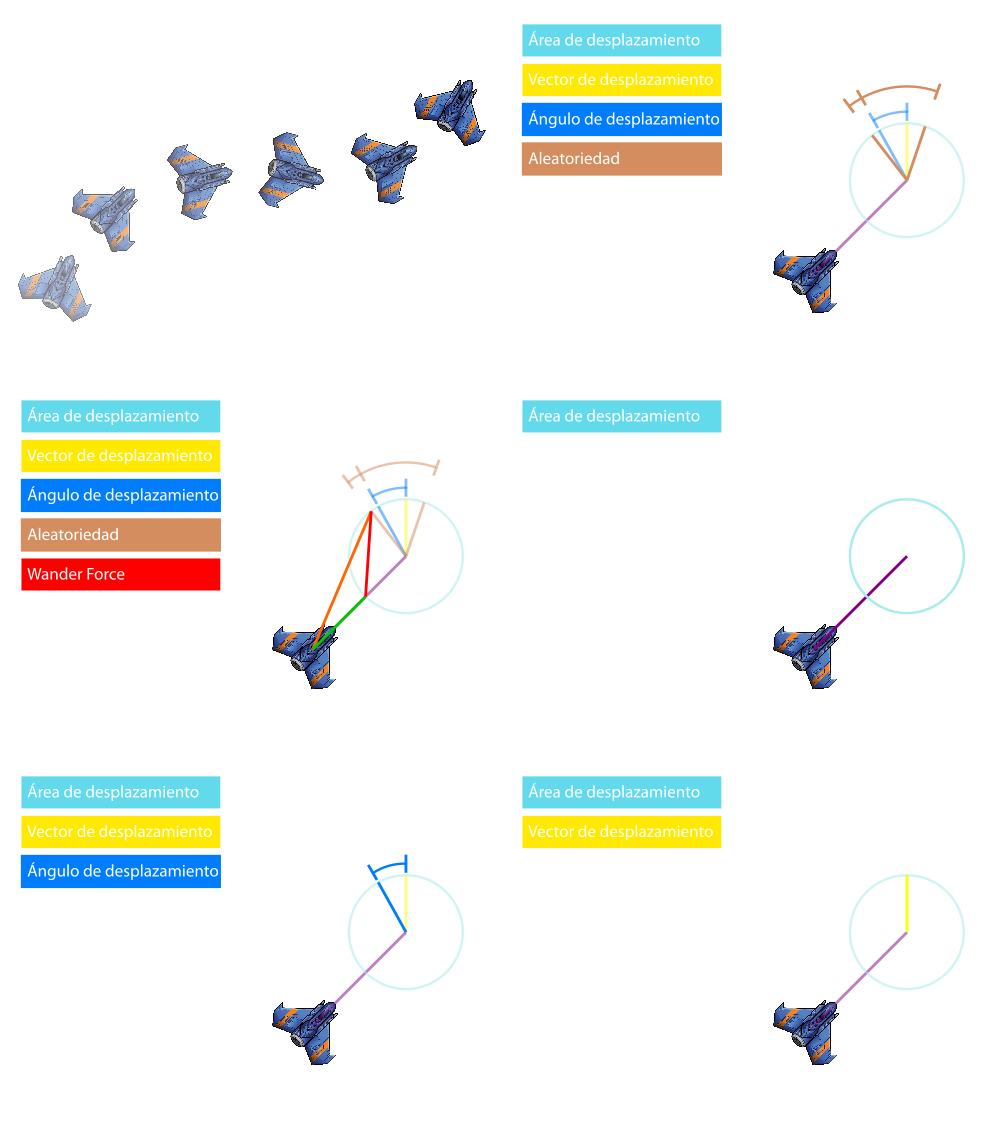 Área de desplazamiento
Vector de desplazamiento
Ángulo de desplazamiento
Aleatoriedad
Área de desplazamiento
Vector de desplazamiento
Ángulo de desplazamiento
Aleatoriedad
Wander Force
Área de desplazamiento
Área de desplazamiento
Vector de desplazamiento
Ángulo de desplazamiento
Área de desplazamiento
Vector de desplazamiento